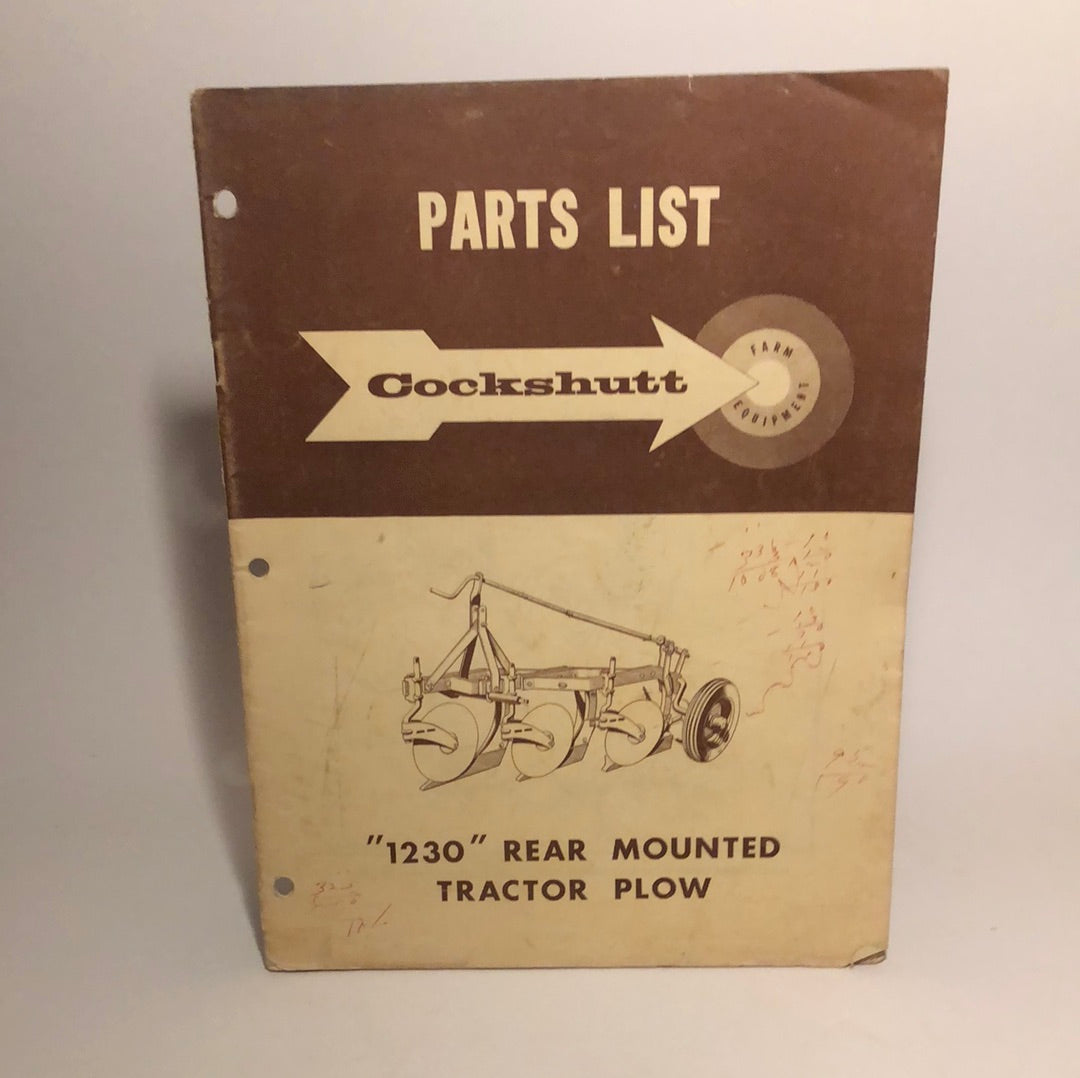 PARTS LIST
Cockshutt
FARM
EQUIPMENT
"1230" REAR MOUNTED
TRACTOR PLOW